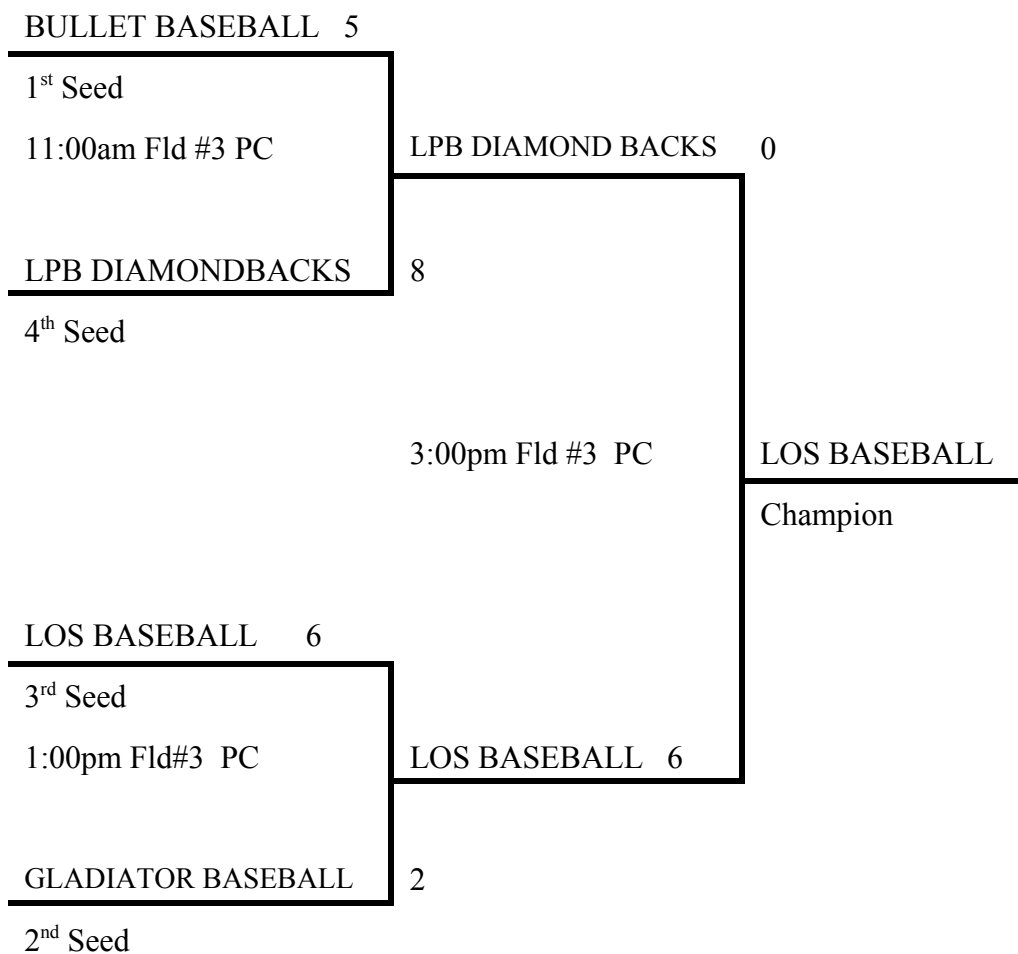 BULLET BASEBALL 5
1st Seed
11:00am Fld #3 PC
LPB DIAMOND BACKS 0
LPB DIAMONDBACKS 8
4th Seed
3:00pm Fld #3 PC
LOS BASEBALL
Champion
LOS BASEBALL 6
3rd Seed
1:00pm Fld#3 PC
LOS BASEBALL 6
GLADIATOR BASEBALL 2
2nd Seed